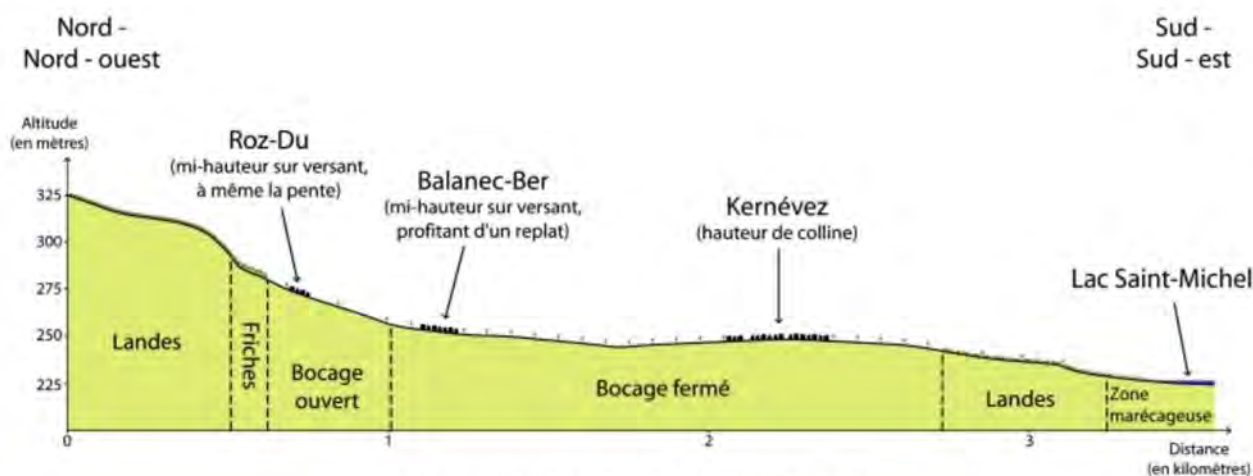 Nord -
Nord - ouest
Sud -
Sud - est
Altitude
(en mètres)
Roz-Du
(mi-hauteur sur versant,
à même la pente)
Balanec-Ber
(mi-hauteur sur versant,
profitant d'un replat)
Kernévez
(hauteur de colline)
Lac Saint-Michel
325
300
275
250
225
Landes
Friches
Bocage
ouvert
Bocage fermé
Landes
Zone
marécageuse
0
1
2
3
Distance
(en kilomètres)